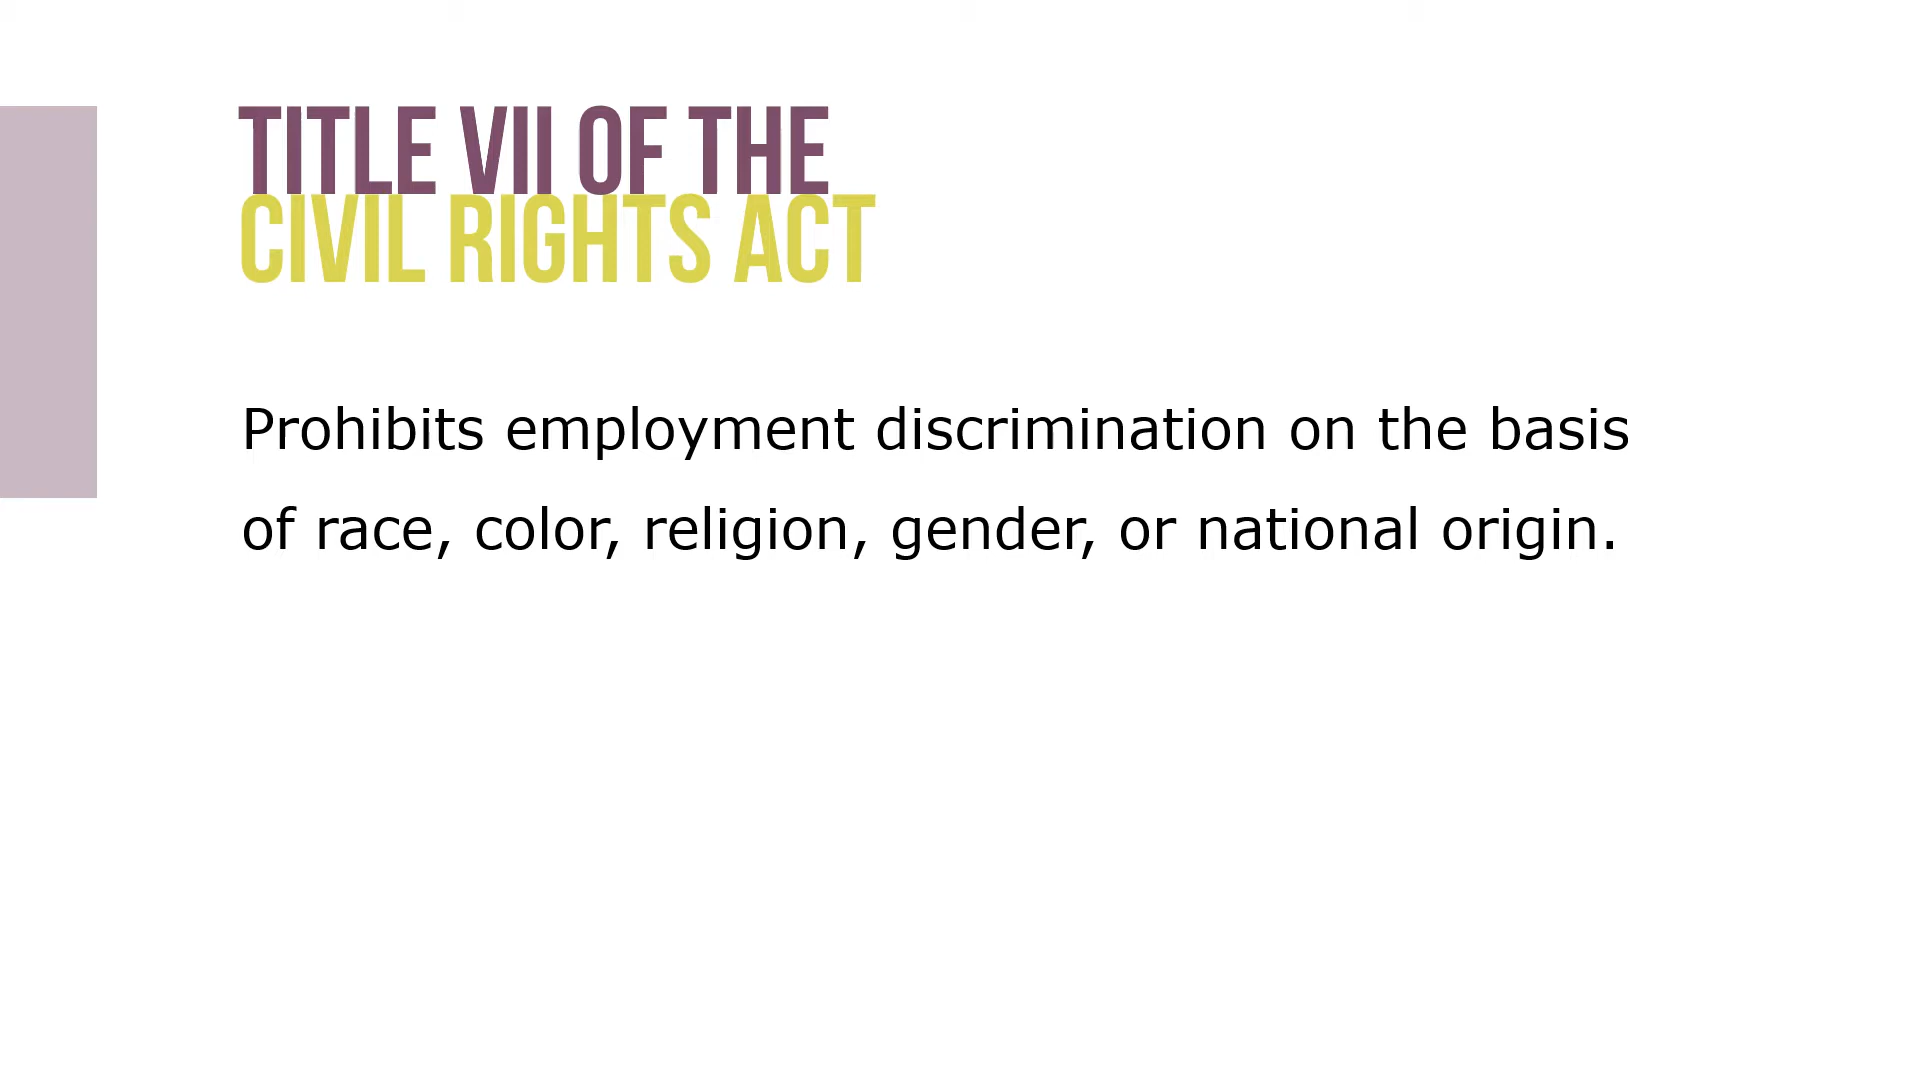 TITLE VII OF THE
CIVIL RIGHTS ACT
Prohibits employment discrimination on the basis
of race, color, religion, gender, or national origin.